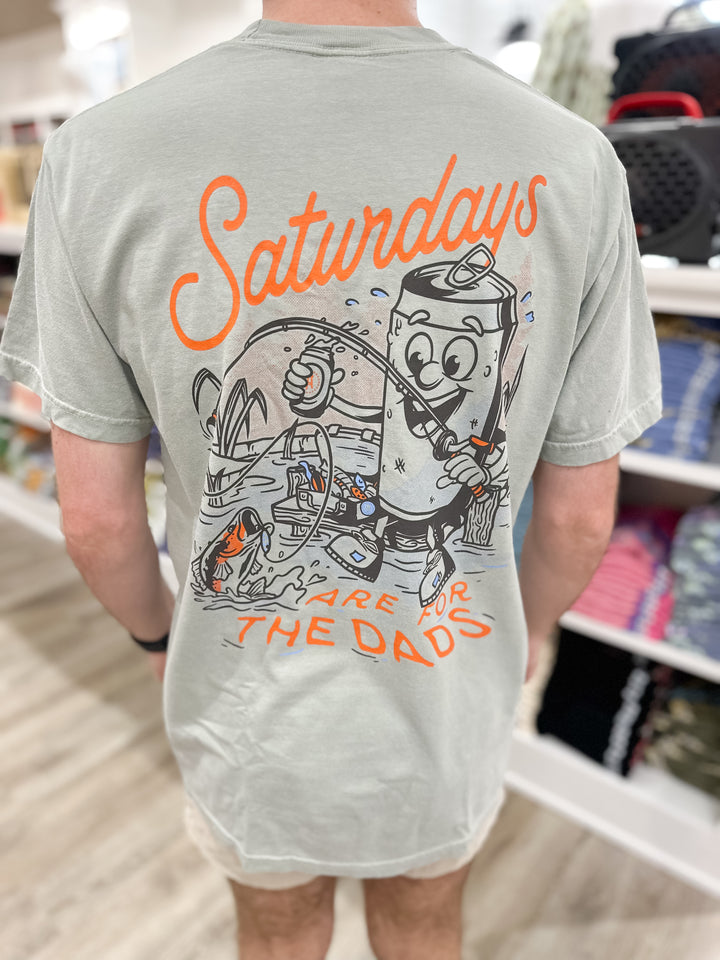 Saturdays
ARE FOR
THE DADS